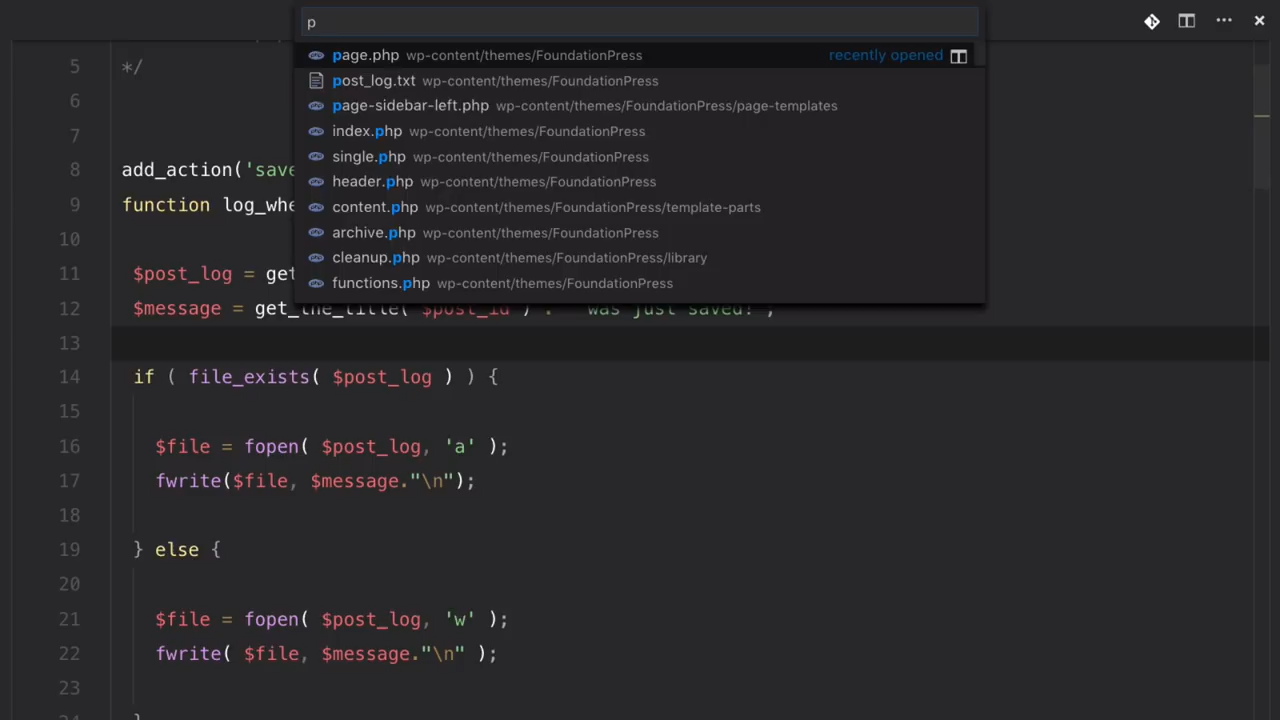 p
page.php wp-content/themes/FoundationPress recently opened
post_log.txt wp-content/themes/FoundationPress
page-sidebar-left.php wp-content/themes/FoundationPress/page-templates
index.php wp-content/themes/FoundationPress
single.php wp-content/themes/FoundationPress
header.php wp-content/themes/FoundationPress
content.php wp-content/themes/FoundationPress/template-parts
archive.php wp-content/themes/FoundationPress
cleanup.php wp-content/themes/FoundationPress/library
functions.php wp-content/themes/FoundationPress
5 */
6
7
8 add_action('save
9 function log_whe
10
11 $post_log = get
12 $message = get_the_title( $post_id ) . " was just saved!";
13
14 if ( file_exists( $post_log ) ) {
15
16 $file = fopen( $post_log, 'a' );
17 fwrite($file, $message."\n");
18
19 } else {
20
21 $file = fopen( $post_log, 'w' );
22 fwrite( $file, $message."\n" );
23